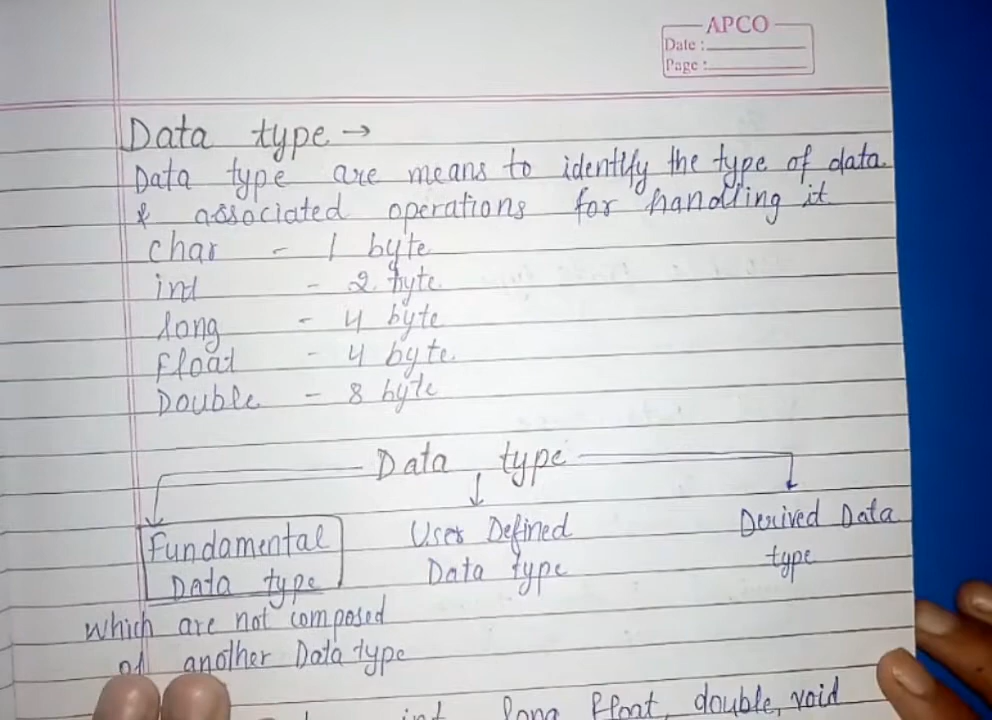 APCO
Date :
Page :
Data type →
Data type are means to identify the type of data
& associated operations for handling it
char - 1 byte
int - 2 byte
long - 4 byte
Float - 4 byte.
Double - 8 byte
Data type
Fundamental
Data type
User Defined
Data type
Derived Data
type
which are not composed
of another Data type
int long float, double, void